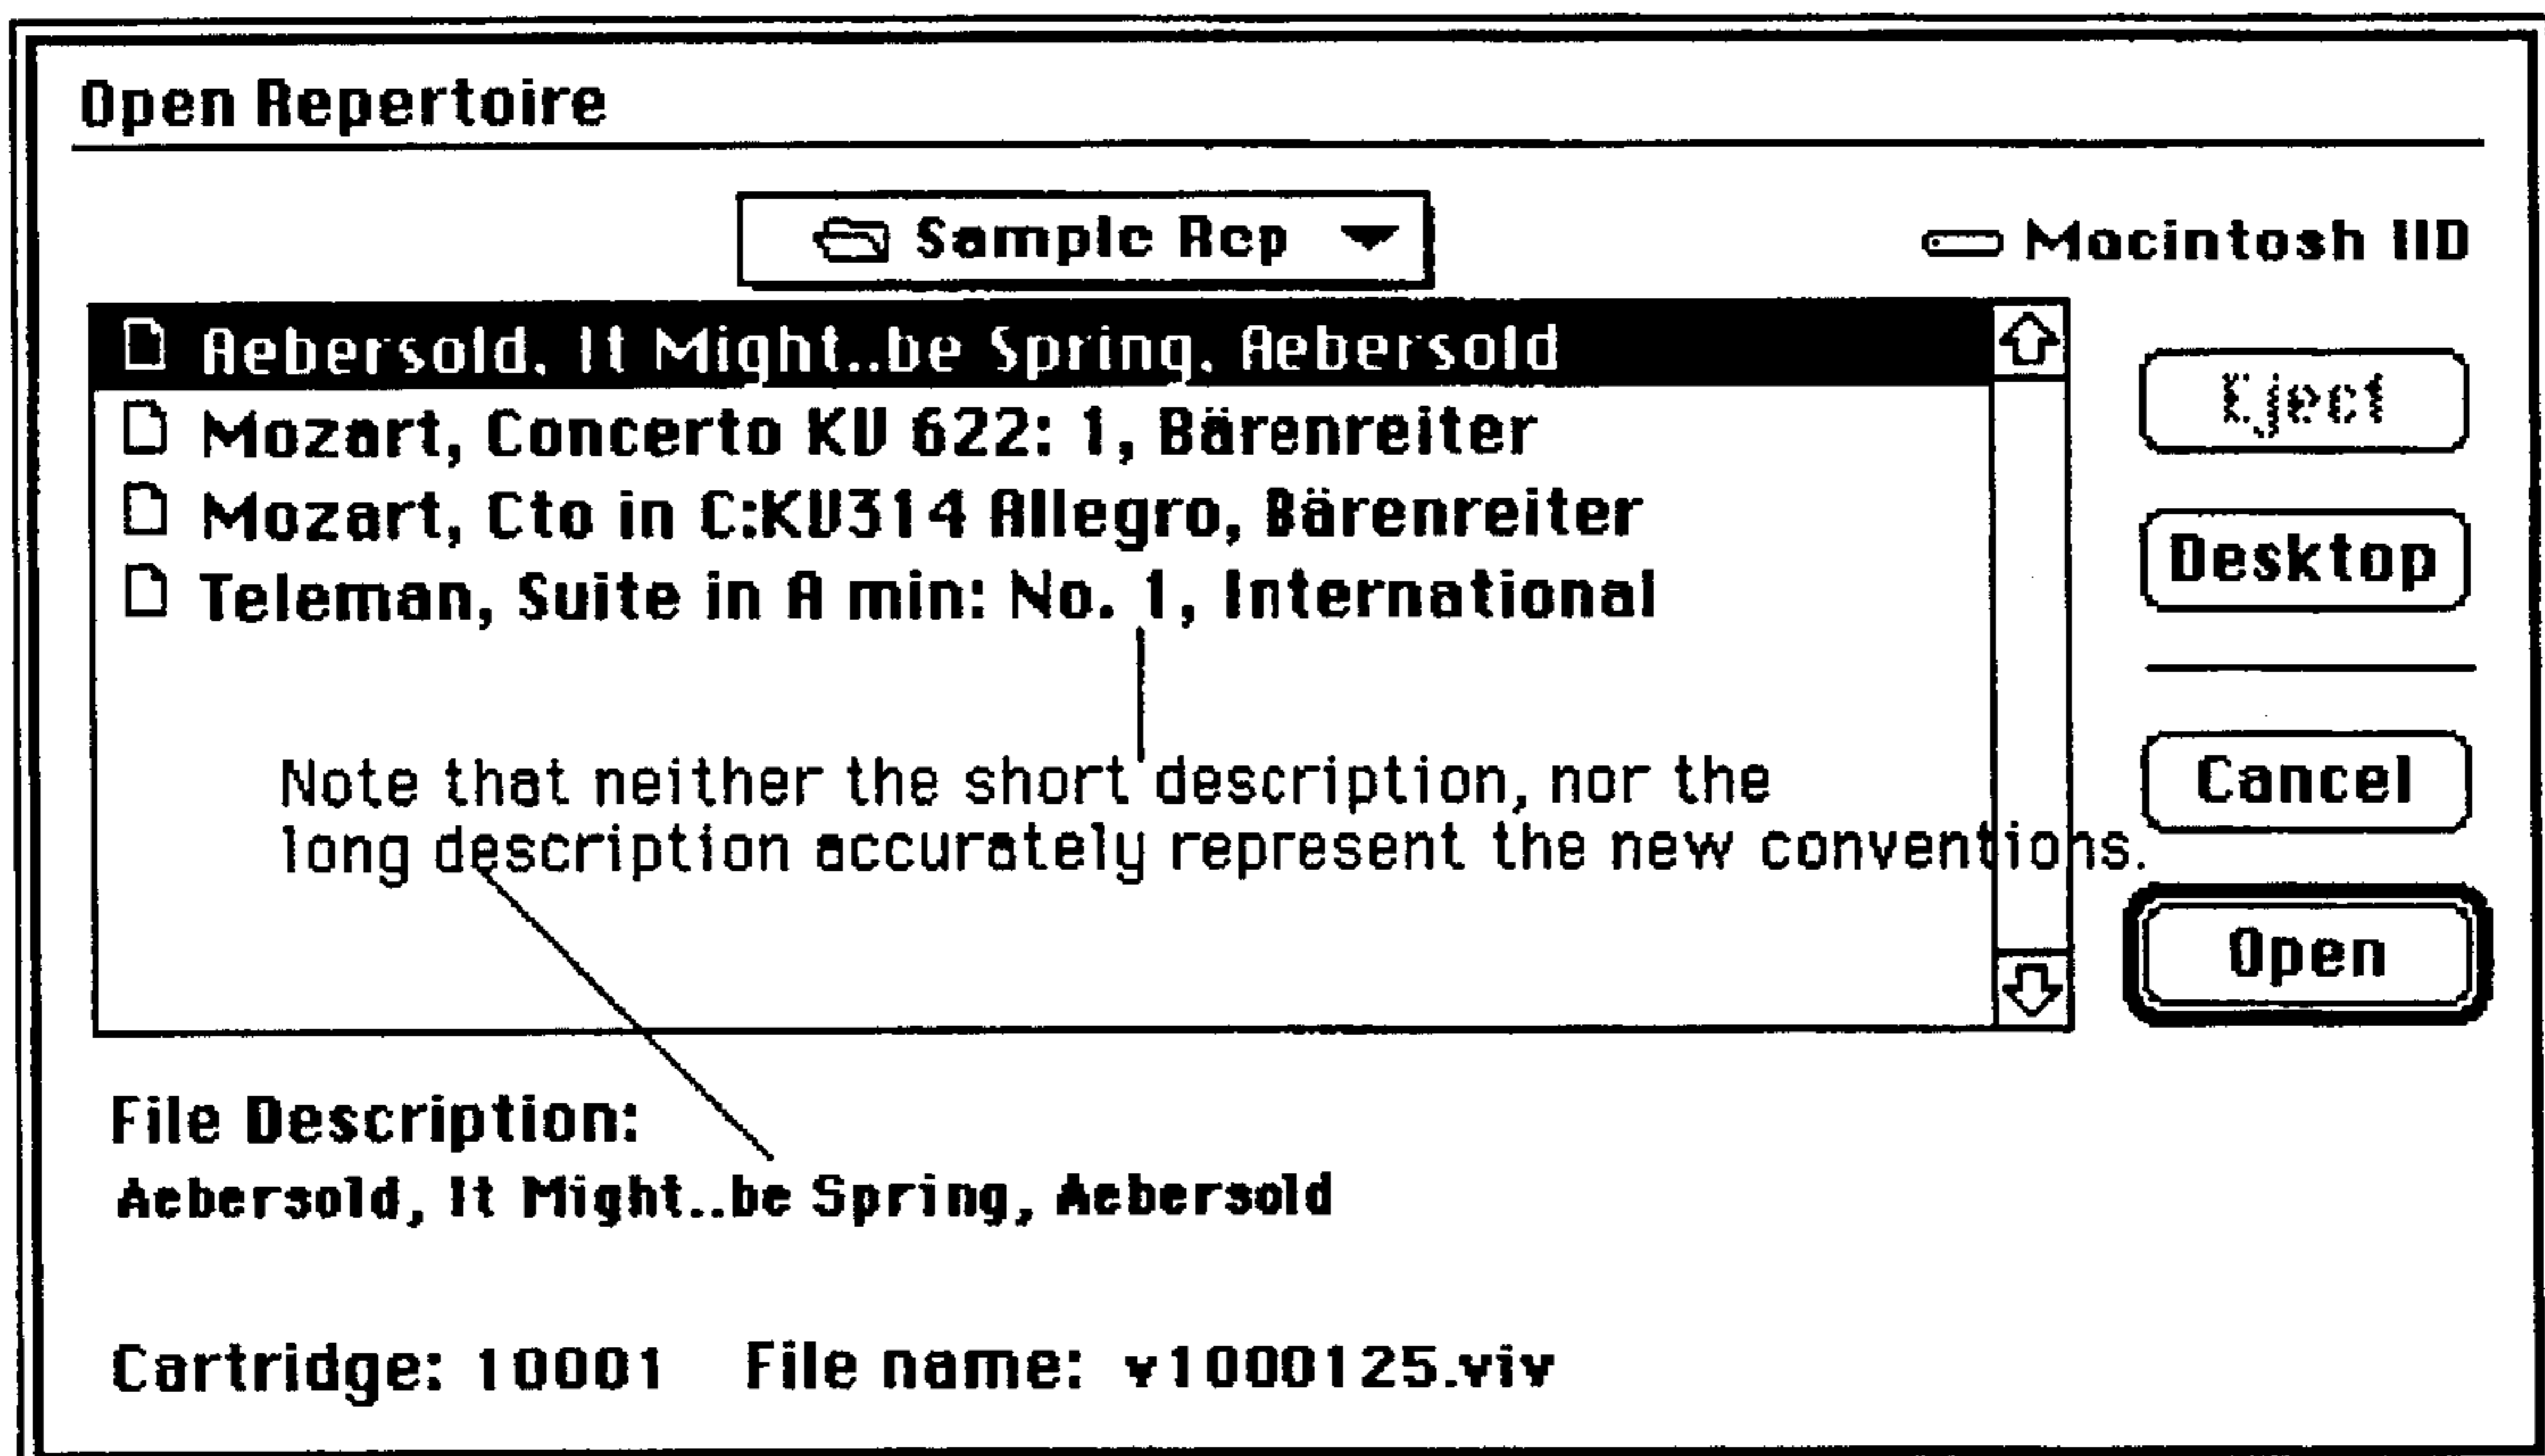 Open Repertoire
Sample Rep
Macintosh HD
Aebersold, It Might..be Spring, Aebersold
Mozart, Concerto KV 622: 1, Bärenreiter
Mozart, Cto in C:KV314 Allegro, Bärenreiter
Teleman, Suite in A min: No. 1, International
Eject
Desktop
Note that neither the short description, nor the
long description accurately represent the new conventions.
Cancel
Open
File Description:
Aebersold, It Might..be Spring, Aebersold
Cartridge: 10001 File name: v1000125.viv